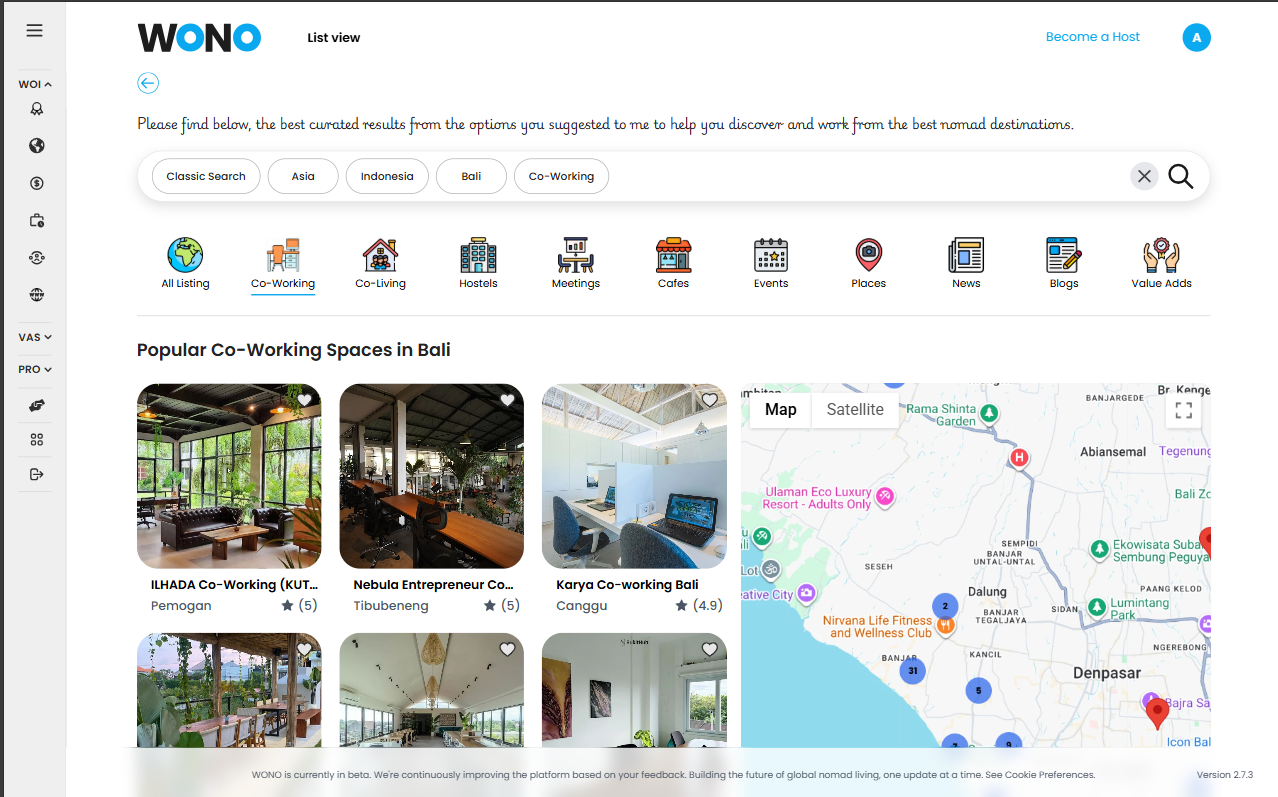 WONO
List view
Become a Host
A
WOI
Please find below, the best curated results from the options you suggested to me to help you discover and work from the best nomad destinations.
Classic Search
Asia
Indonesia
Bali
Co-Working
All Listing
Co-Working
Co-Living
Hostels
Meetings
Cafes
Events
Places
News
Blogs
Value Adds
VAS
PRO
Popular Co-Working Spaces in Bali
ILHADA Co-Working (KUT...
Pemogan
(5)
Nebula Entrepreneur Co...
Tibubeneng
(5)
Karya Co-working Bali
Canggu
(4.9)
Map
Satellite
Rama Shinta
Garden
BANJARGEDE
Br. Kenge
H
Abiansemal
Tegenung
Ulaman Eco Luxury
Resort - Adults Only
Bali Zo
SEMPIDI
BANJAR
UNTAL-UNTAL
Ekowisata Suba
Sembung Peguya
Lot
SESEH
eative City
PAANG KELOD
Dalung
2
SIDAN
Lumintang
Park
BANJAR
TEGALJAYA
Nirvana Life Fitness
and Wellness Club
NGEREBONG
BANJAR
KANCIL
31
5
Denpasar
Bajra Sa
Icon Bal
9
WONO is currently in beta. We're continuously improving the platform based on your feedback. Building the future of global nomad living, one update at a time. See Cookie Preferences.
Version 2.7.3